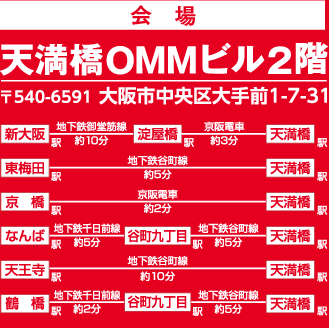 会場
天満橋OMMビル2階
〒540-6591 大阪市中央区大手前1-7-31
新大阪駅 地下鉄御堂筋線 約10分 淀屋橋駅 京阪電車 約3分 天満橋駅
東梅田駅 地下鉄谷町線 約5分 天満橋駅
京橋駅 京阪電車 約2分 天満橋駅
なんば駅 地下鉄千日前線 約5分 谷町九丁目駅 地下鉄谷町線 約5分 天満橋駅
天王寺駅 地下鉄谷町線 約10分 天満橋駅
鶴橋駅 地下鉄千日前線 約2分 谷町九丁目駅 地下鉄谷町線 約5分 天満橋駅